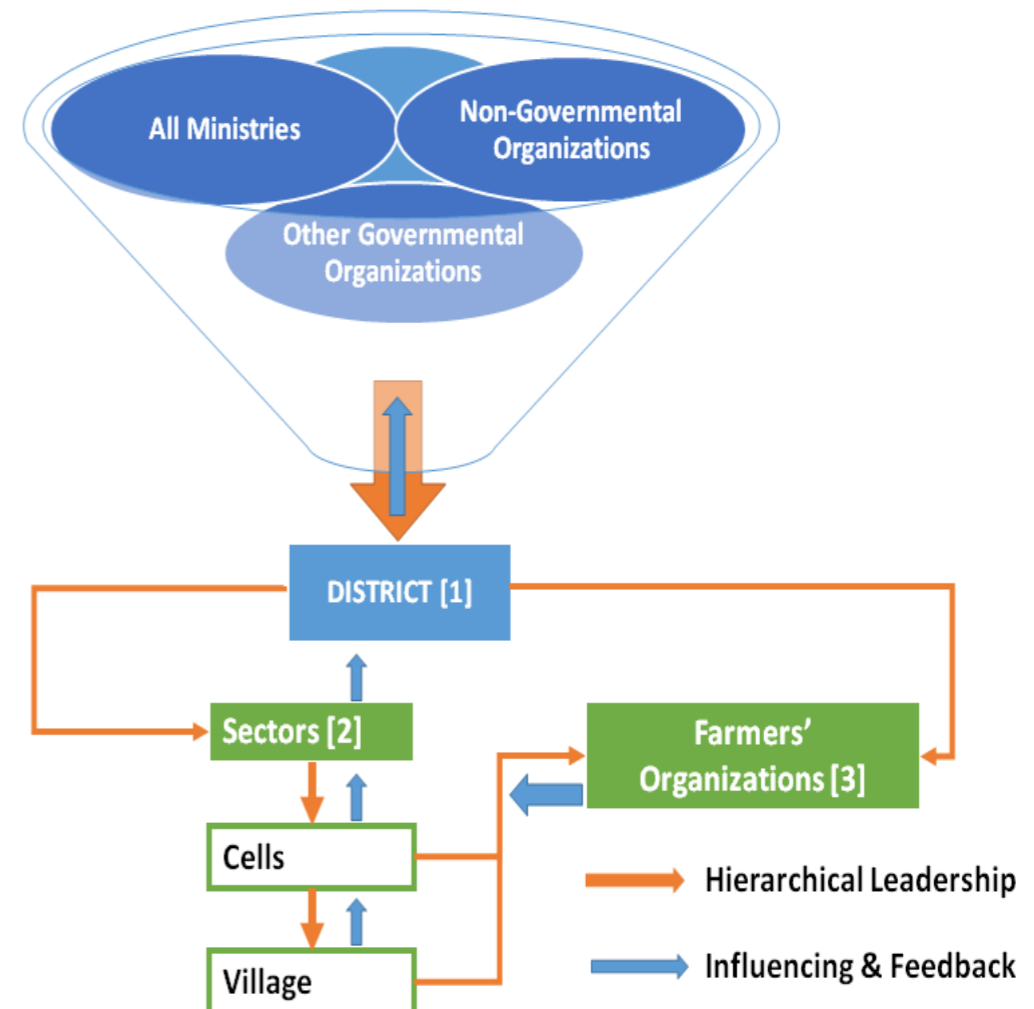 All Ministries
Non-Governmental
Organizations
Other Governmental
Organizations
DISTRICT [1]
Sectors [2]
Farmers’
Organizations [3]
Cells
Village
Hierarchical Leadership
Influencing & Feedback